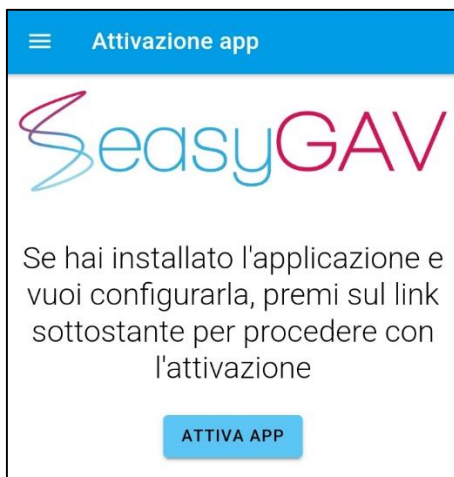 Attivazione app
SeasyGAV
Se hai installato l'applicazione e
vuoi configurarla, premi sul link
sottostante per procedere con
l'attivazione
ATTIVA APP